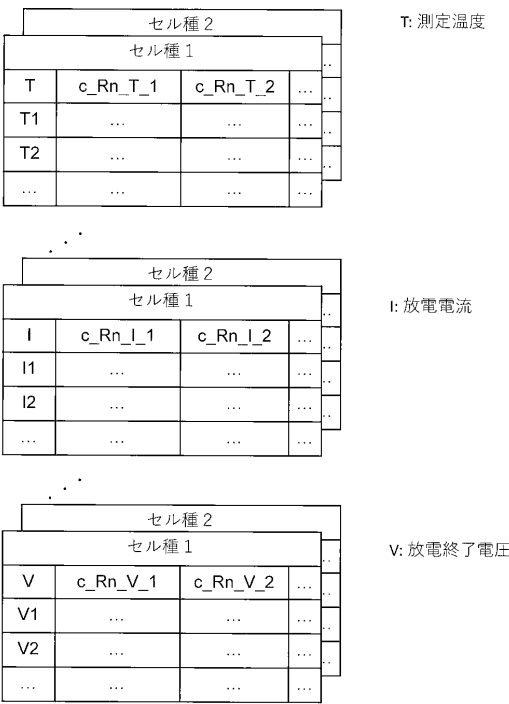 セル種2
セル種1
T: 測定温度
T c_Rn_T_1 c_Rn_T_2 …
T1 … …
T2 … …
… … … …
セル種2
セル種1
I: 放電電流
I c_Rn_I_1 c_Rn_I_2 …
I1 … …
I2 … … …
… … … …
セル種2
セル種1
V: 放電終了電圧
V c_Rn_V_1 c_Rn_V_2 …
V1 … … …
V2 … … …
… … … …